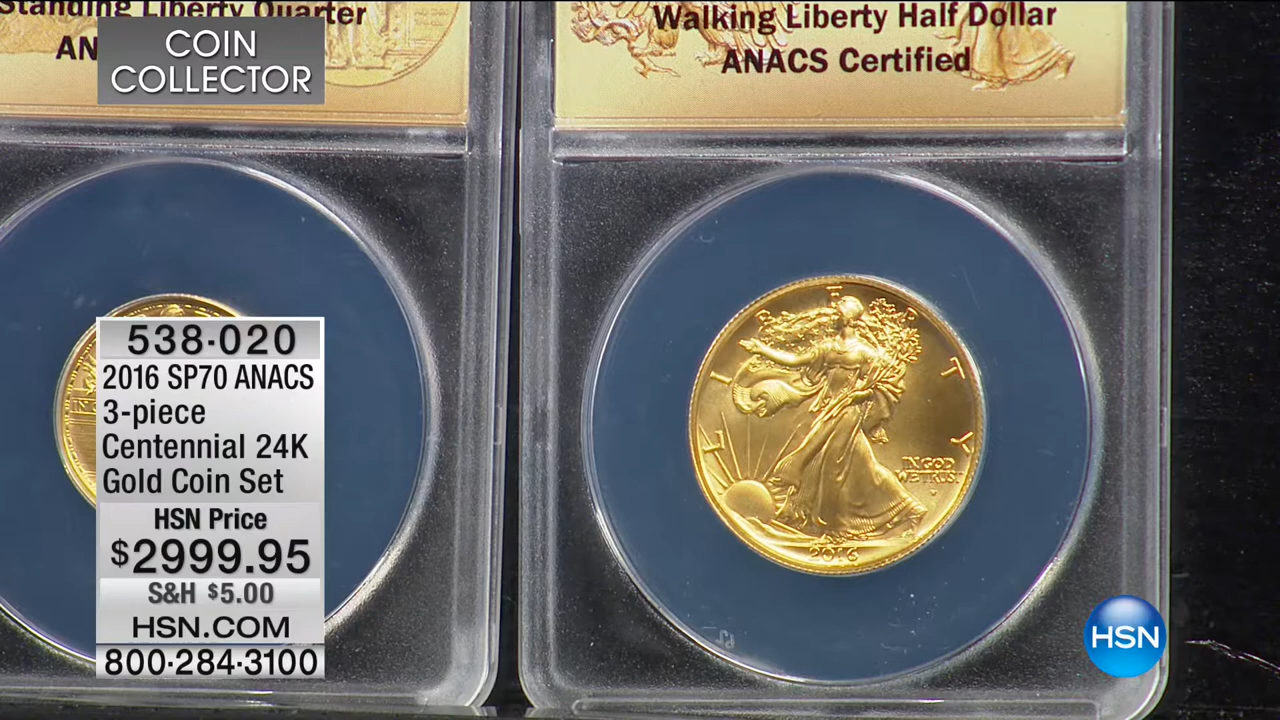 Standing Liberty Quarter
AN
COIN
COLLECTOR
Walking Liberty Half Dollar
ANACS Certified
538-020
2016 SP70 ANACS
3-piece
Centennial 24K
Gold Coin Set
HSN Price
$2999.95
S&H $5.00
HSN.COM
800-284-3100
L I B E R T Y
IN GOD
WE TRUST
2016
HSN